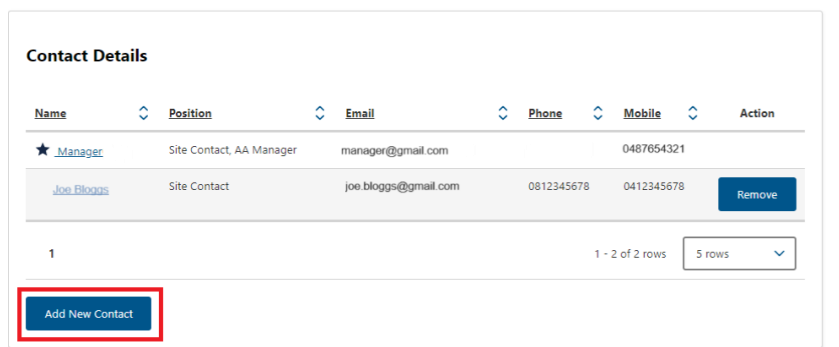 Contact Details
Name Position Email Phone Mobile Action
Manager Site Contact, AA Manager manager@gmail.com 0487654321
Joe Bloggs Site Contact joe.bloggs@gmail.com 0812345678 0412345678 Remove
1 1 - 2 of 2 rows 5 rows
Add New Contact